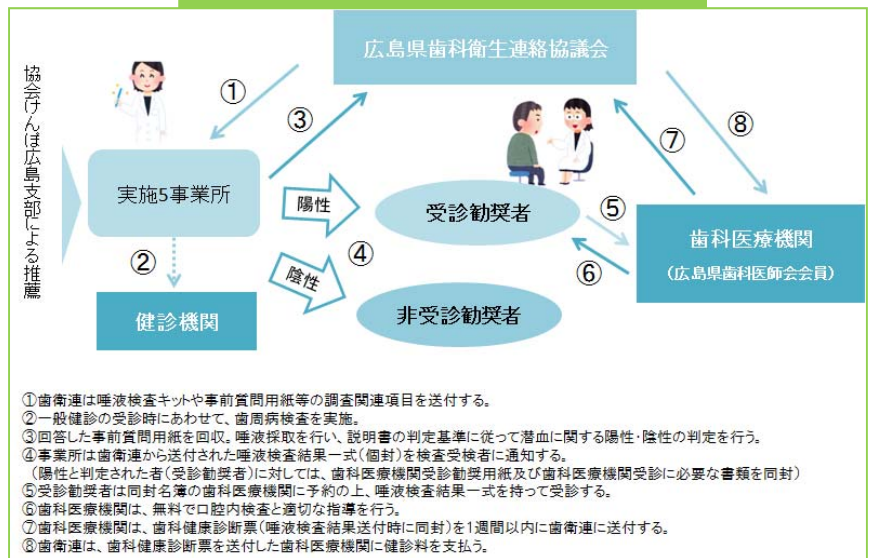 広島県歯科衛生連絡協議会
協会けんぽ広島支部による推薦
①
③
⑦
⑧
実施5事業所
陽性
受診勧奨者
⑤
歯科医療機関
（広島県歯科医師会会員）
②
④
陰性
⑥
健診機関
非受診勧奨者
①歯衛連は唾液検査キットや事前質問用紙等の調査関連項目を送付する。
②一般健診の受診時にあわせて、歯周病検査を実施。
③回答した事前質問用紙を回収。唾液採取を行い、説明書の判定基準に従って潜血に関する陽性・陰性の判定を行う。
④事業所は歯衛連から送付された唾液検査結果一式（個封）を検査受検者に通知する。
（陽性と判定された者（受診勧奨者）に対しては、歯科医療機関受診勧奨用紙及び歯科医療機関受診に必要な書類を同封）
⑤受診勧奨者は同封名簿の歯科医療機関に予約の上、唾液検査結果一式を持って受診する。
⑥歯科医療機関は、無料で口腔内検査と適切な指導を行う。
⑦歯科医療機関は、歯科健康診断票（唾液検査結果送付時に同封）を1週間以内に歯衛連に送付する。
⑧歯衛連は、歯科健康診断票を送付した歯科医療機関に健診料を支払う。